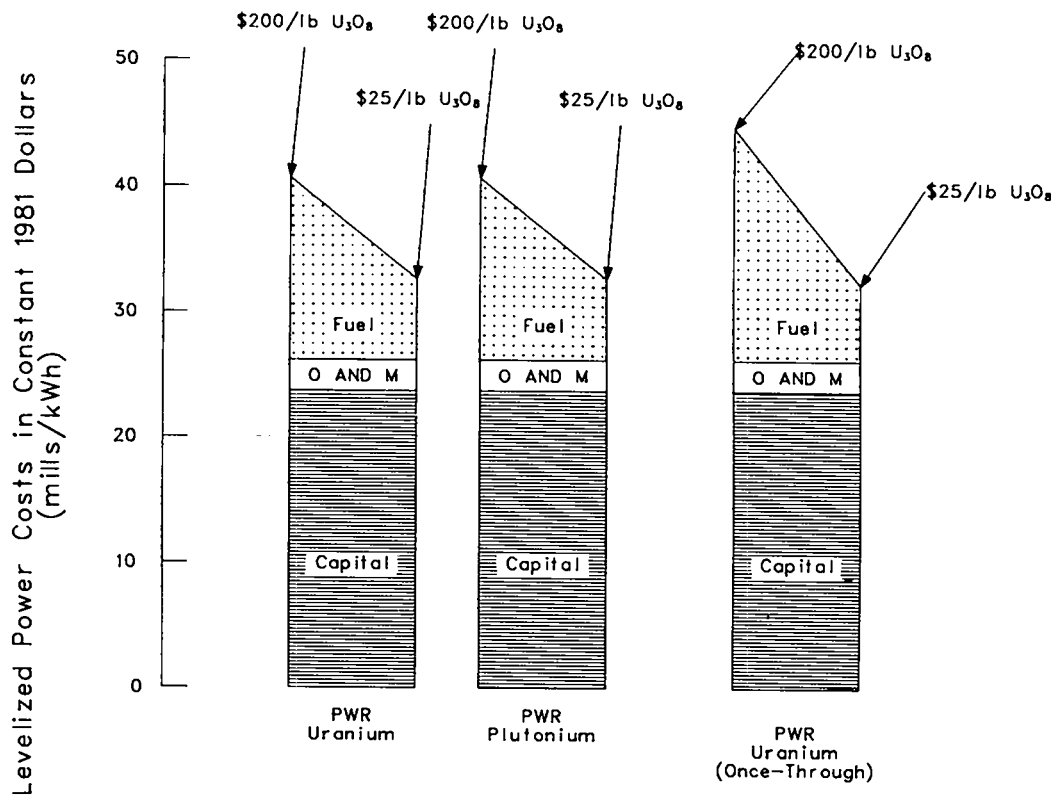 Levelized Power Costs in Constant 1981 Dollars
(mills/kWh)
50
40
30
20
10
0
$200/lb U₃O₈
$25/lb U₃O₈
Fuel
O AND M
Capital
PWR
Uranium
$200/lb U₃O₈
$25/lb U₃O₈
Fuel
O AND M
Capital
PWR
Plutonium
$200/lb U₃O₈
$25/lb U₃O₈
Fuel
O AND M
Capital
PWR
Uranium
(Once-Through)